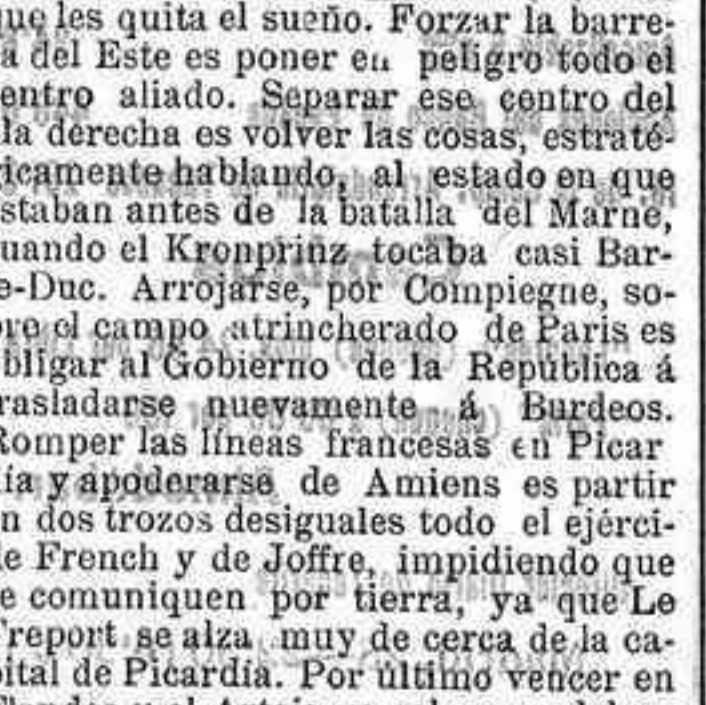 que les quita el sueño. Forzar la barre-
a del Este es poner en peligro todo el
entro aliado. Separar ese centro del
la derecha es volver las cosas, estraté-
ricamente hablando, al estado en que
staban antes de la batalla del Marne,
uando el Kronprinz tocaba casi Bar-
e-Duc. Arrojarse, por Compiegne, so-
ore el campo atrincherado de Paris es
bligar al Gobierno de la República á
rasladarse nuevamente á Burdeos.
Romper las líneas francesas en Picar
lía y apoderarse de Amiens es partir
n dos trozos desiguales todo el ejérci-
le French y de Joffre, impidiendo que
e comuniquen por tierra, ya que Le
Treport se alza muy de cerca de la ca-
pital de Picardía. Por último vencer en